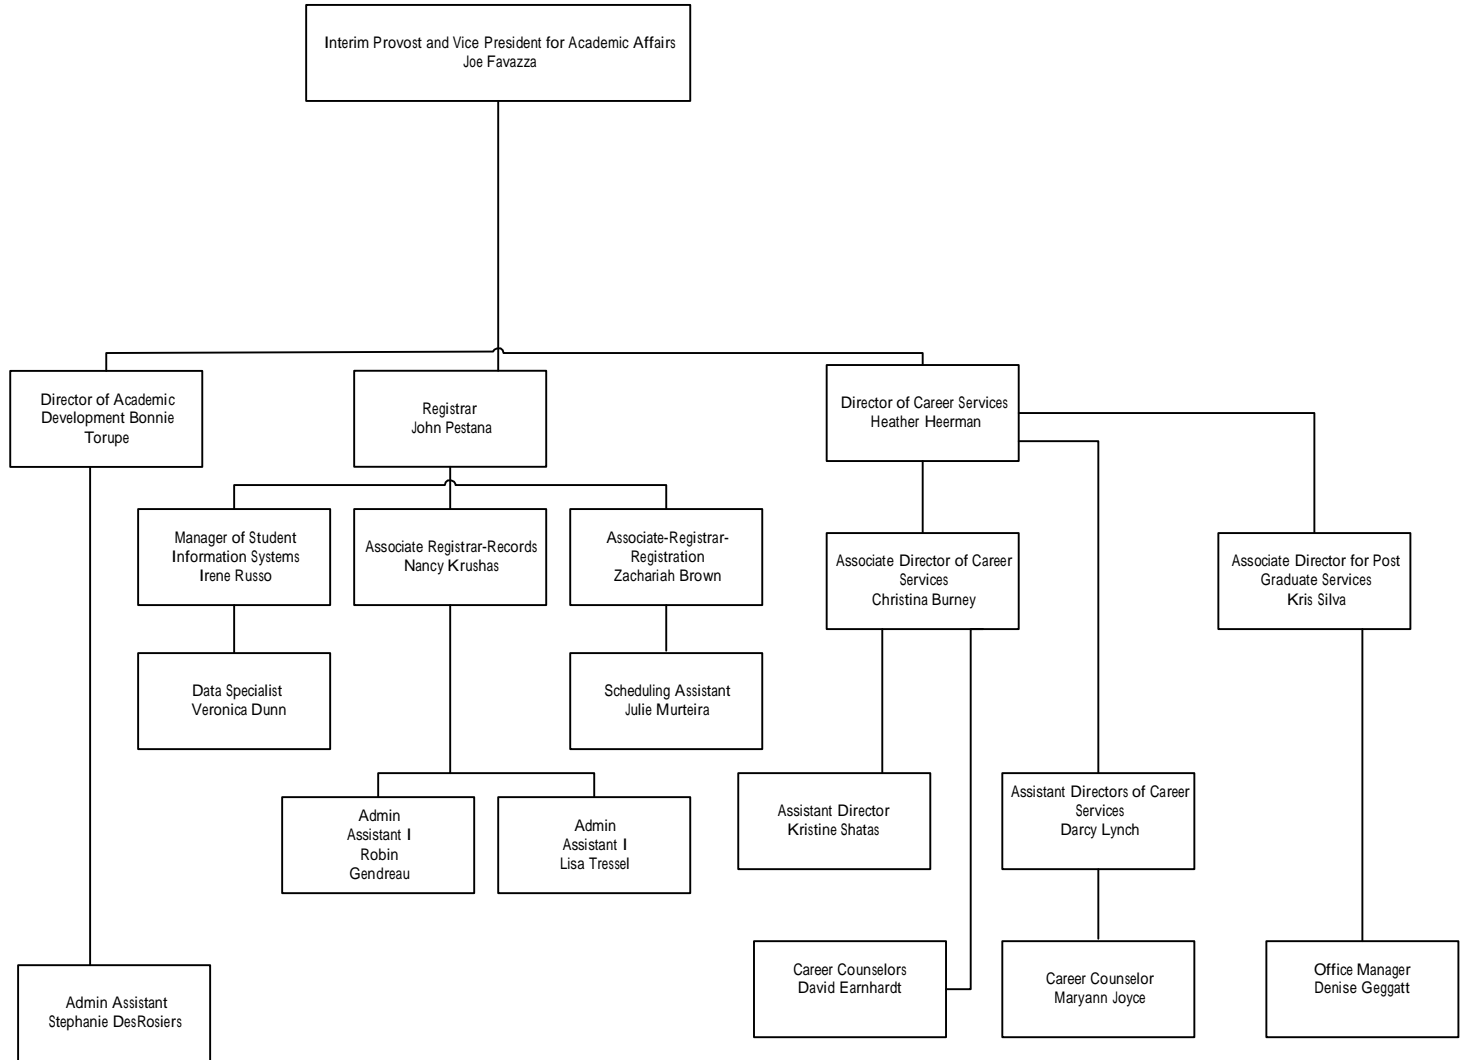 Interim Provost and Vice President for Academic Affairs
Joe Favazza
Director of Academic
Development Bonnie
Torupe
Registrar
John Pestana
Director of Career Services
Heather Heerman
Manager of Student
Information Systems
Irene Russo
Associate Registrar-Records
Nancy Krushas
Associate-Registrar-
Registration
Zachariah Brown
Associate Director of Career
Services
Christina Burney
Associate Director for Post
Graduate Services
Kris Silva
Data Specialist
Veronica Dunn
Scheduling Assistant
Julie Murteira
Admin
Assistant I
Robin
Gendreau
Admin
Assistant I
Lisa Tressel
Assistant Director
Kristine Shatas
Assistant Directors of Career
Services
Darcy Lynch
Admin Assistant
Stephanie DesRosiers
Career Counselors
David Earnhardt
Career Counselor
Maryann Joyce
Office Manager
Denise Geggatt